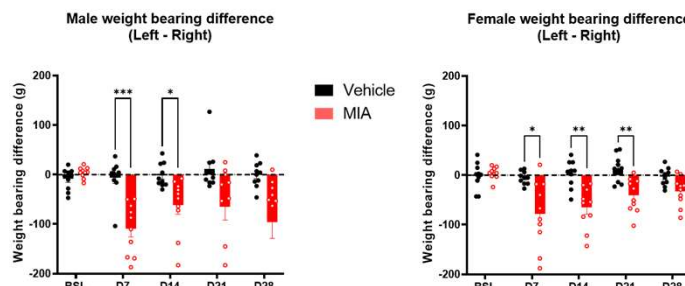 Male weight bearing difference
(Left - Right)
Weight bearing difference (g)
200
100
0
-100
-200
***
*
BSL D7 D14 D21 D28
Vehicle
MIA
Female weight bearing difference
(Left - Right)
Weight bearing difference (g)
200
100
0
-100
-200
*
**
**
BSL D7 D14 D21 D28